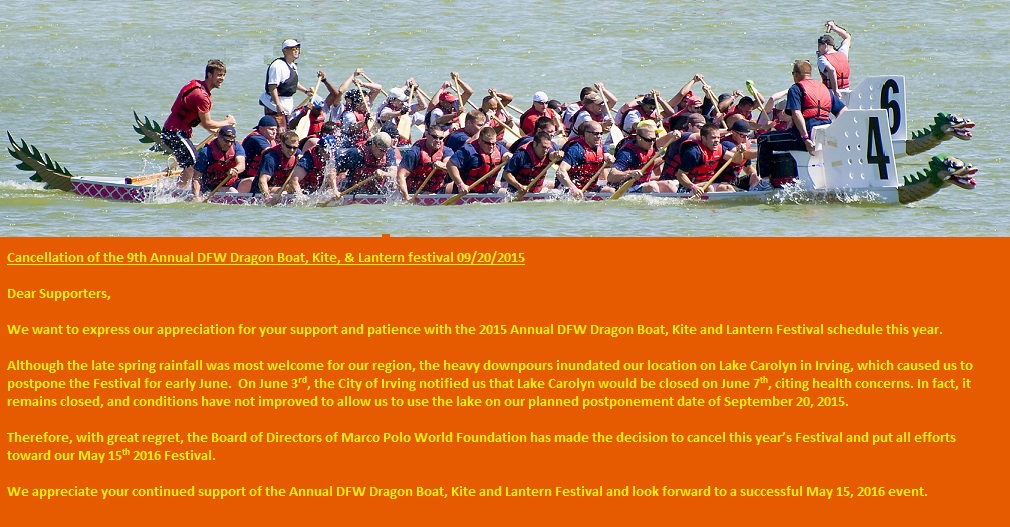 6
4
Cancellation of the 9th Annual DFW Dragon Boat, Kite, & Lantern festival 09/20/2015
Dear Supporters,
We want to express our appreciation for your support and patience with the 2015 Annual DFW Dragon Boat, Kite and Lantern Festival schedule this year.
Although the late spring rainfall was most welcome for our region, the heavy downpours inundated our location on Lake Carolyn in Irving, which caused us to
postpone the Festival for early June.  On June 3rd, the City of Irving notified us that Lake Carolyn would be closed on June 7th, citing health concerns. In fact, it
remains closed, and conditions have not improved to allow us to use the lake on our planned postponement date of September 20, 2015.
Therefore, with great regret, the Board of Directors of Marco Polo World Foundation has made the decision to cancel this year's Festival and put all efforts
toward our May 15th 2016 Festival.
We appreciate your continued support of the Annual DFW Dragon Boat, Kite and Lantern Festival and look forward to a successful May 15, 2016 event.